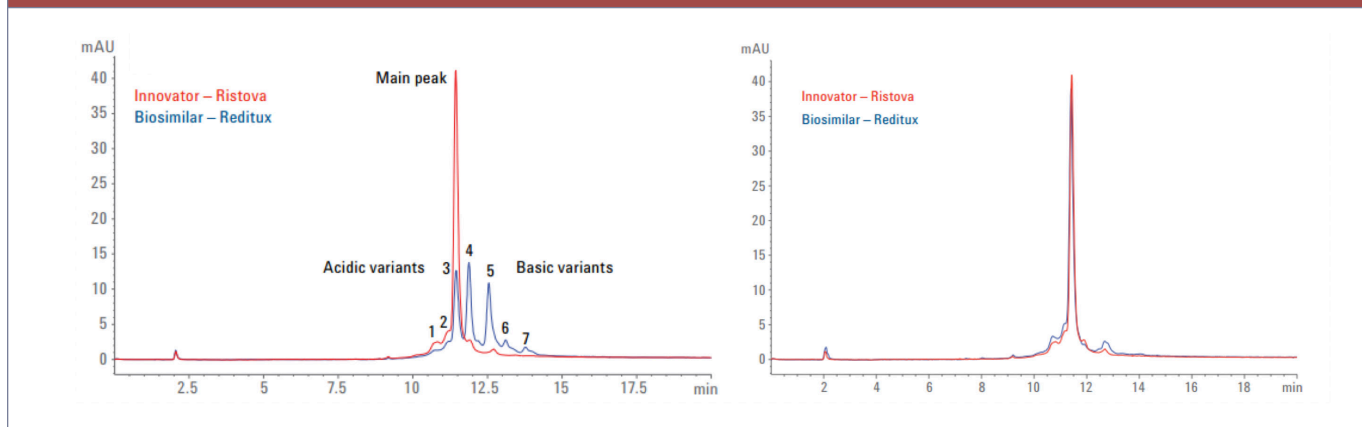 mAU
40
35
30
25
20
15
10
5
0
Innovator – Ristova
Biosimilar – Reditux
Main peak
Acidic variants
Basic variants
1
2
3
4
5
6
7
2.5 5 7.5 10 12.5 15 17.5 min
mAU
40
35
30
25
20
15
10
5
0
Innovator – Ristova
Biosimilar – Reditux
2 4 6 8 10 12 14 16 18 min